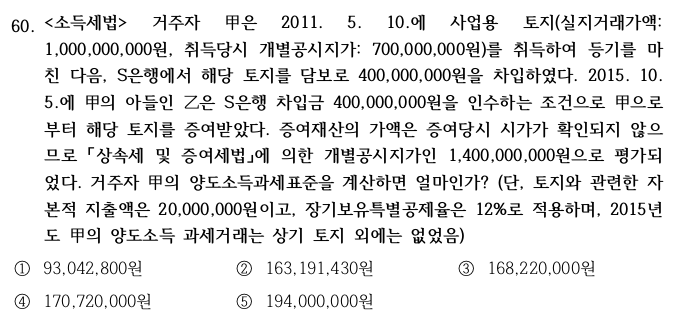 60. <소득세법> 거주자 甲은 2011. 5. 10.에 사업용 토지(실지거래가액:
1,000,000,000원, 취득당시 개별공시지가: 700,000,000원)를 취득하여 등기를 마
친 다음, S은행에서 해당 토지를 담보로 400,000,000원을 차입하였다. 2015. 10.
5.에 甲의 아들인 乙은 S은행 차입금 400,000,000원을 인수하는 조건으로 甲으로
부터 해당 토지를 증여받았다. 증여재산의 가액은 증여당시 시가가 확인되지 않으
므로 「상속세 및 증여세법」에 의한 개별공시지가인 1,400,000,000원으로 평가되
었다. 거주자 甲의 양도소득과세표준을 계산하면 얼마인가? (단, 토지와 관련한 자
본적 지출액은 20,000,000원이고, 장기보유특별공제율은 12%로 적용하며, 2015년
도 甲의 양도소득 과세거래는 상기 토지 외에는 없었음)
① 93,042,800원 ② 163,191,430원 ③ 168,220,000원
④ 170,720,000원 ⑤ 194,000,000원